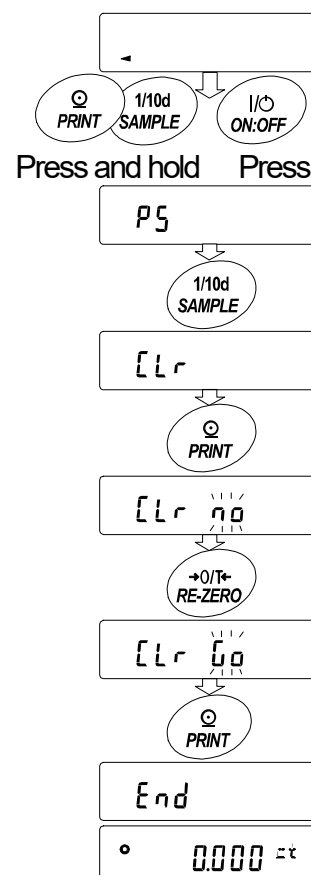 PRINT
1/10d
SAMPLE
I/⏻
ON:OFF
Press and hold Press
PS
1/10d
SAMPLE
CLr
PRINT
CLr no
→0/T←
RE-ZERO
CLr Go
PRINT
End
0.000 ct